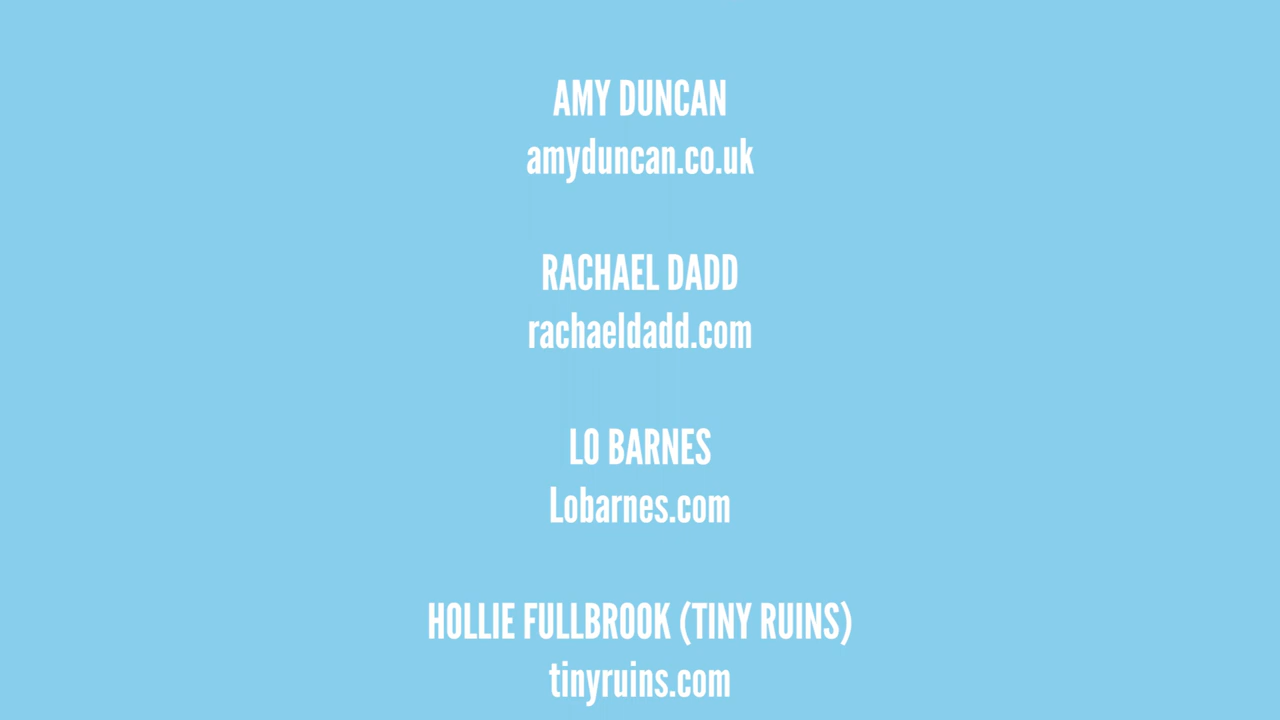 AMY DUNCAN
amyduncan.co.uk
RACHAEL DADD
rachaeldadd.com
LO BARNES
Lobarnes.com
HOLLIE FULLBROOK (TINY RUINS)
tinyruins.com